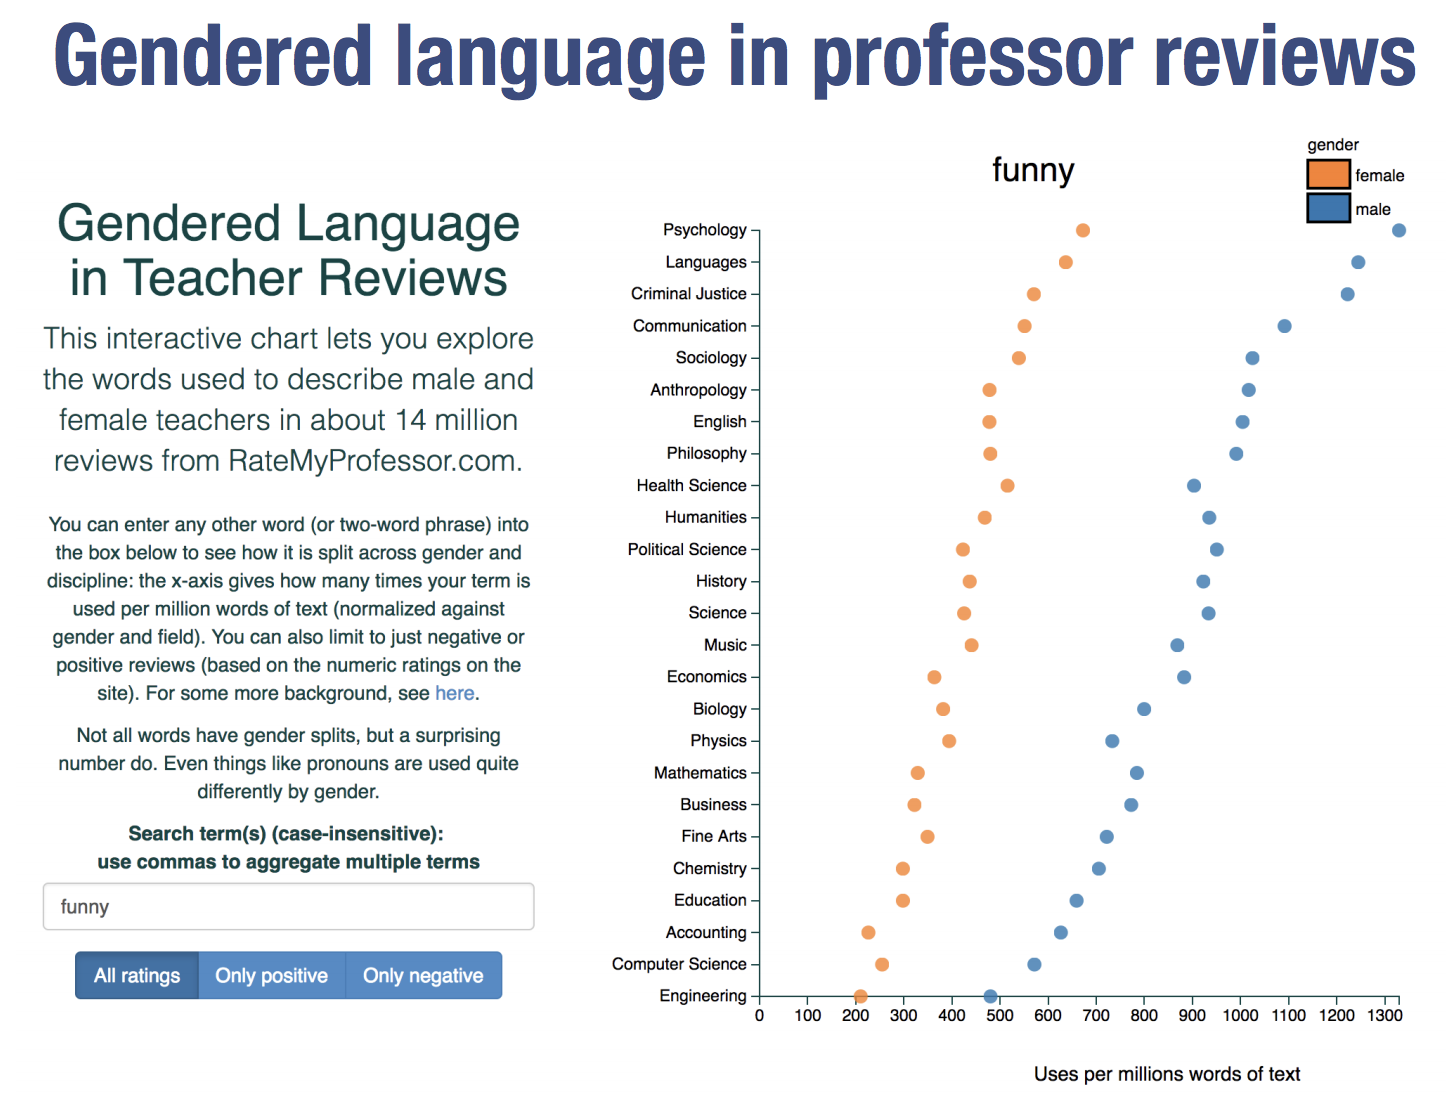 Gendered language in professor reviews
Gendered Language
in Teacher Reviews
This interactive chart lets you explore
the words used to describe male and
female teachers in about 14 million
reviews from RateMyProfessor.com.
You can enter any other word (or two-word phrase) into
the box below to see how it is split across gender and
discipline: the x-axis gives how many times your term is
used per million words of text (normalized against
gender and field). You can also limit to just negative or
positive reviews (based on the numeric ratings on the
site). For some more background, see here.
Not all words have gender splits, but a surprising
number do. Even things like pronouns are used quite
differently by gender.
Search term(s) (case-insensitive):
use commas to aggregate multiple terms
funny
All ratings Only positive Only negative
funny
gender
female
male
Psychology
Languages
Criminal Justice
Communication
Sociology
Anthropology
English
Philosophy
Health Science
Humanities
Political Science
History
Science
Music
Economics
Biology
Physics
Mathematics
Business
Fine Arts
Chemistry
Education
Accounting
Computer Science
Engineering
0 100 200 300 400 500 600 700 800 900 1000 1100 1200 1300
Uses per millions words of text